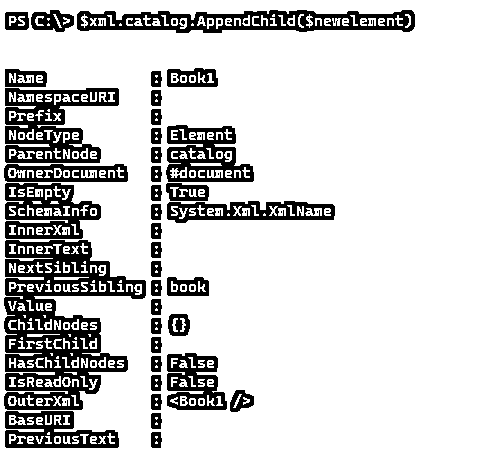 PS C:\> $xml.catalog.AppendChild($newelement)
Name : Book1
NamespaceURI :
Prefix :
NodeType : Element
ParentNode : catalog
OwnerDocument : #document
IsEmpty : True
SchemaInfo : System.Xml.XmlName
InnerXml :
InnerText :
NextSibling :
PreviousSibling : book
Value :
ChildNodes : {}
FirstChild :
HasChildNodes : False
IsReadOnly : False
OuterXml : <Book1 />
BaseURI :
PreviousText :